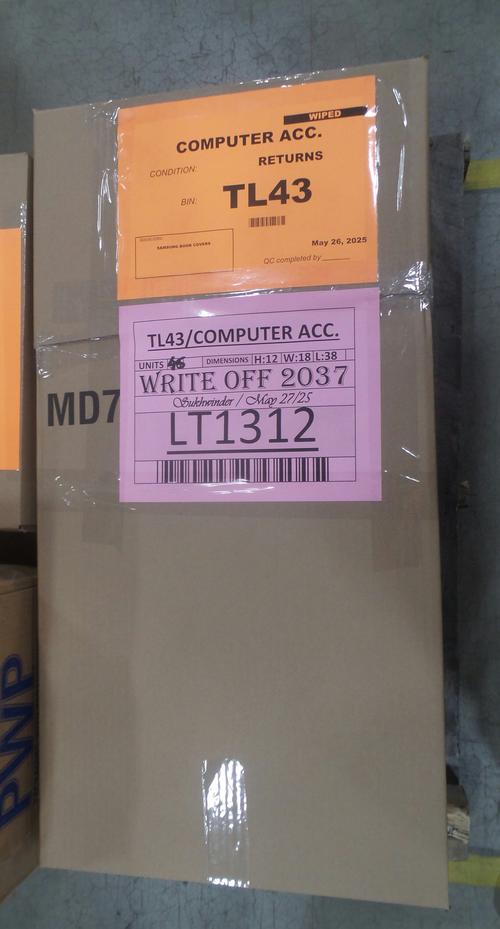 WIPED
COMPUTER ACC.
CONDITION: RETURNS
BIN: TL43
SAMSUNG BOOK COVERS
May 26, 2025
QC completed by
TL43/COMPUTER ACC.
UNITS DIMENSIONS H:12 W:18 L:38
WRITE OFF 2037
Sukhwinder / May 27/25
LT1312
MD7
PWP